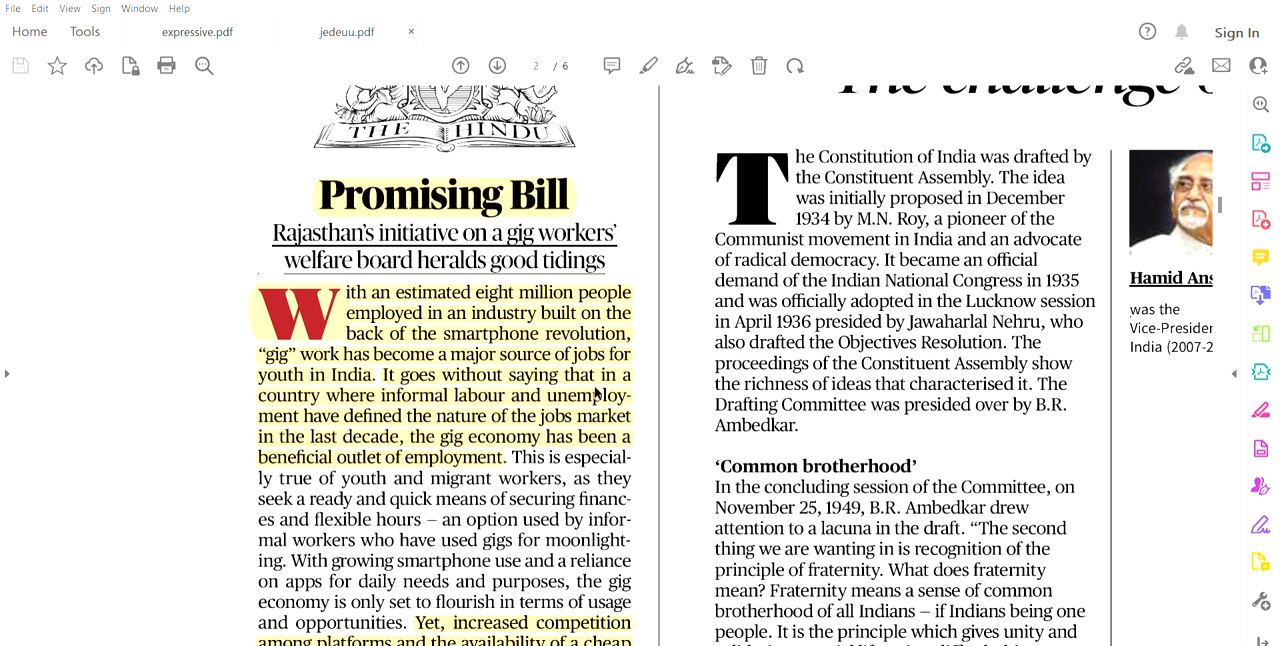 File Edit View Sign Window Help
Home Tools expressive.pdf jedeuu.pdf × Sign In
2 / 6
THE HINDU
Promising Bill
Rajasthan's initiative on a gig workers'
welfare board heralds good tidings
With an estimated eight million people
employed in an industry built on the
back of the smartphone revolution,
“gig” work has become a major source of jobs for
youth in India. It goes without saying that in a
country where informal labour and unemploy-
ment have defined the nature of the jobs market
in the last decade, the gig economy has been a
beneficial outlet of employment. This is especial-
ly true of youth and migrant workers, as they
seek a ready and quick means of securing financ-
es and flexible hours – an option used by infor-
mal workers who have used gigs for moonlight-
ing. With growing smartphone use and a reliance
on apps for daily needs and purposes, the gig
economy is only set to flourish in terms of usage
and opportunities. Yet, increased competition
among platforms and the availability of a cheap
The challenge
The Constitution of India was drafted by
the Constituent Assembly. The idea
was initially proposed in December
1934 by M.N. Roy, a pioneer of the
Communist movement in India and an advocate
of radical democracy. It became an official
demand of the Indian National Congress in 1935
and was officially adopted in the Lucknow session
in April 1936 presided by Jawaharlal Nehru, who
also drafted the Objectives Resolution. The
proceedings of the Constituent Assembly show
the richness of ideas that characterised it. The
Drafting Committee was presided over by B.R.
Ambedkar.
‘Common brotherhood’
In the concluding session of the Committee, on
November 25, 1949, B.R. Ambedkar drew
attention to a lacuna in the draft. “The second
thing we are wanting in is recognition of the
principle of fraternity. What does fraternity
mean? Fraternity means a sense of common
brotherhood of all Indians – if Indians being one
people. It is the principle which gives unity and
Hamid Ans
was the
Vice-Presider
India (2007-2